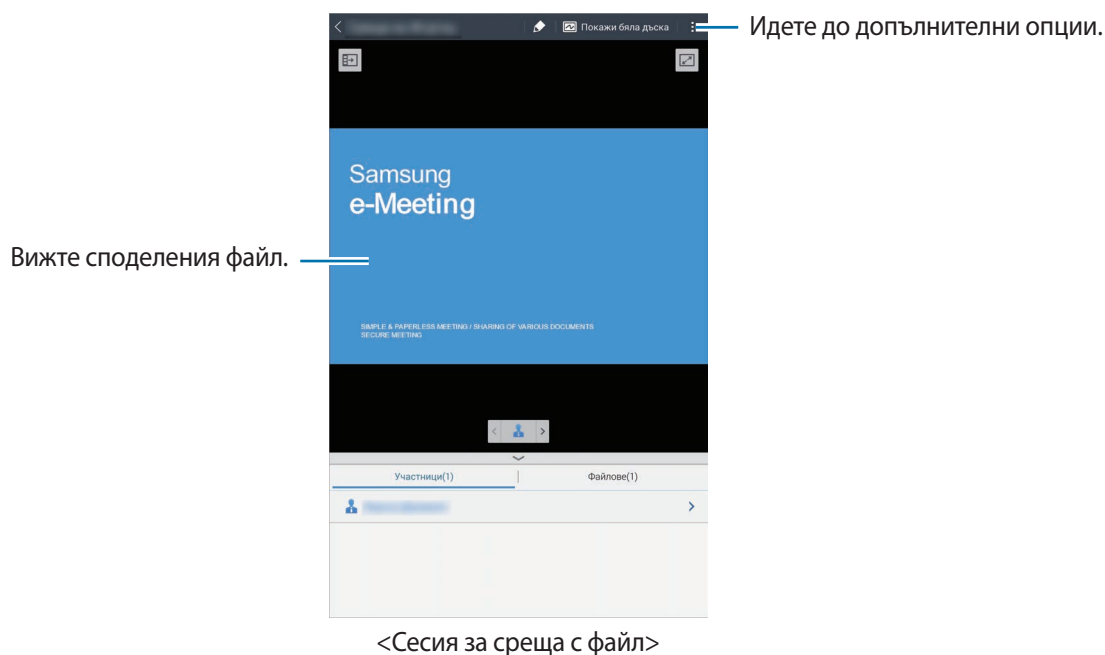 Покажи бяла дъска
Идете до допълнителни опции.
Samsung
e-Meeting
Вижте споделения файл.
SIMPLE & PAPERLESS MEETING / SHARING OF VARIOUS DOCUMENTS
SECURE MEETING
Участници(1)
Файлове(1)
<Сесия за среща с файл>